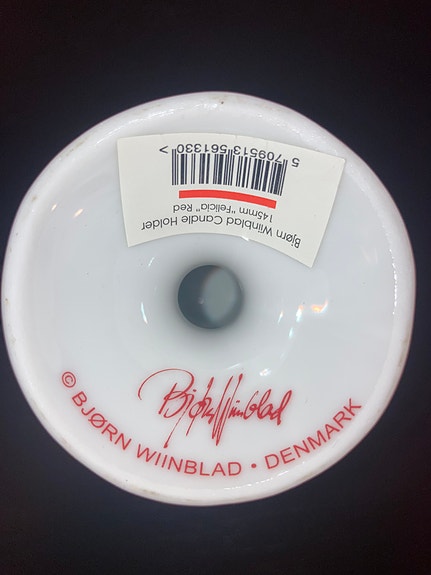 Bjørn Wiinblad Candle Holder
145mm "Felicia" Red
5 709513 561330 >
Bjørn Wiinblad
© BJØRN WIINBLAD • DENMARK